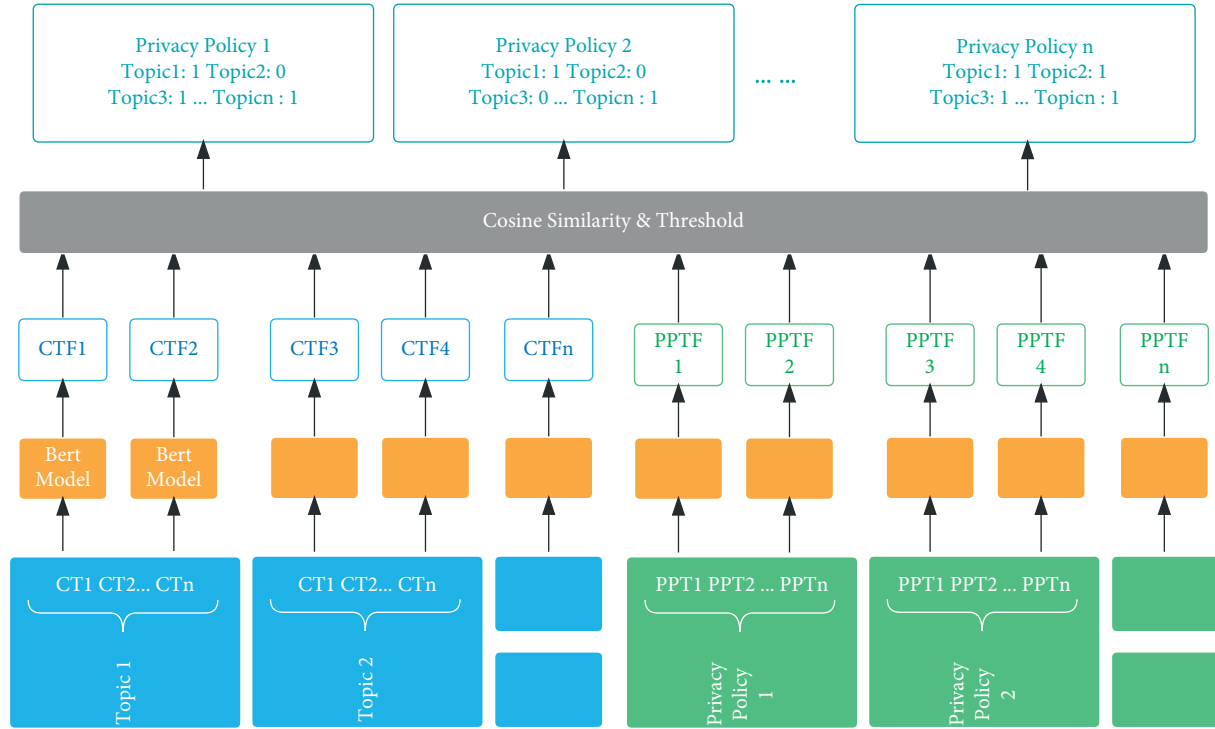 Privacy Policy 1
Topic1: 1 Topic2: 0
Topic3: 1 ... Topicn : 1
Privacy Policy 2
Topic1: 1 Topic2: 0
Topic3: 0 ... Topicn : 1
... ...
Privacy Policy n
Topic1: 1 Topic2: 1
Topic3: 1 ... Topicn : 1
Cosine Similarity & Threshold
CTF1
CTF2
CTF3
CTF4
CTFn
PPTF
1
PPTF
2
PPTF
3
PPTF
4
PPTF
n
Bert
Model
Bert
Model
CT1 CT2... CTn
Topic 1
CT1 CT2... CTn
Topic 2
PPT1 PPT2 ... PPTn
Privacy
Policy
1
PPT1 PPT2 ... PPTn
Privacy
Policy
2